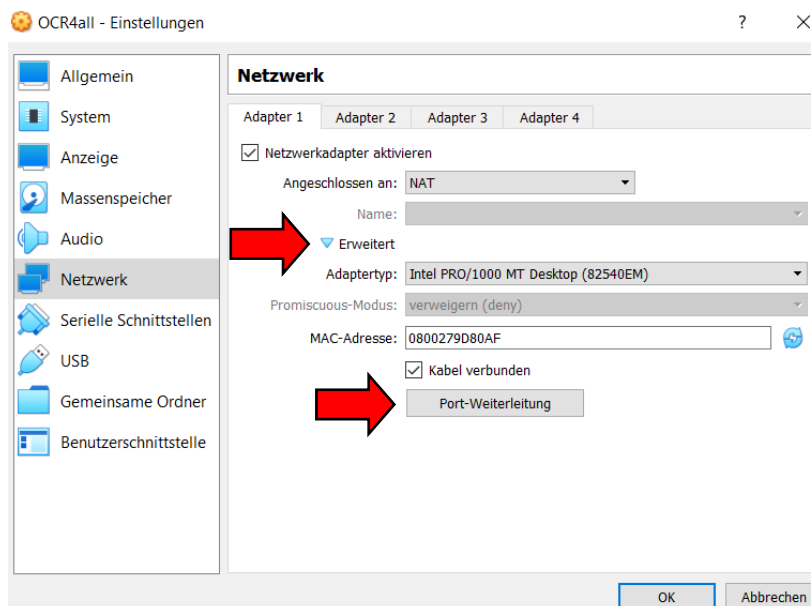 OCR4all - Einstellungen
?
Allgemein
System
Anzeige
Massenspeicher
Audio
Netzwerk
Serielle Schnittstellen
USB
Gemeinsame Ordner
Benutzerschnittstelle
Netzwerk
Adapter 1 Adapter 2 Adapter 3 Adapter 4
Netzwerkadapter aktivieren
Angeschlossen an: NAT
Name:
Erweitert
Adaptertyp: Intel PRO/1000 MT Desktop (82540EM)
Promiscuous-Modus: verweigern (deny)
MAC-Adresse: 0800279D80AF
Kabel verbunden
Port-Weiterleitung
OK Abbrechen